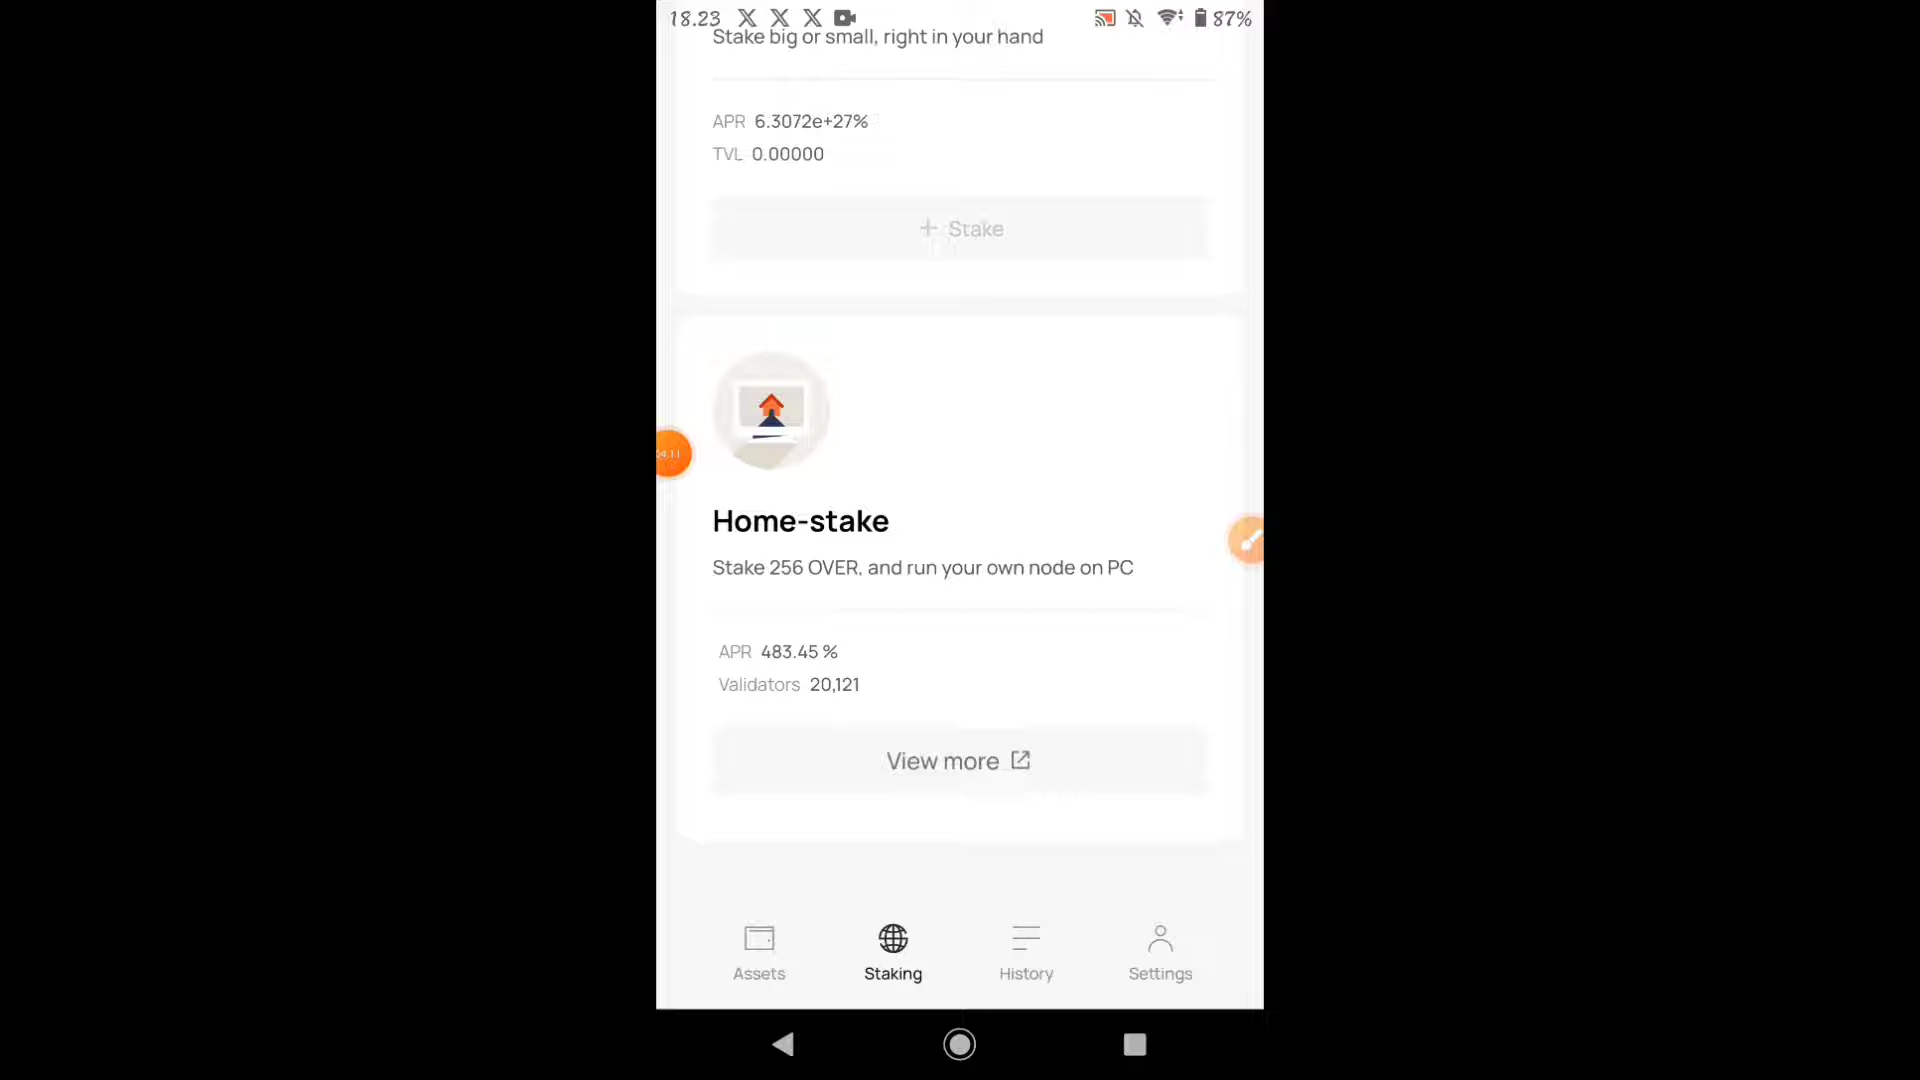 18.23 87%
Stake big or small, right in your hand
APR 6.3072e+27%
TVL 0.00000
+ Stake
04:11
Home-stake
Stake 256 OVER, and run your own node on PC
APR 483.45 %
Validators 20,121
View more
Assets Staking History Settings